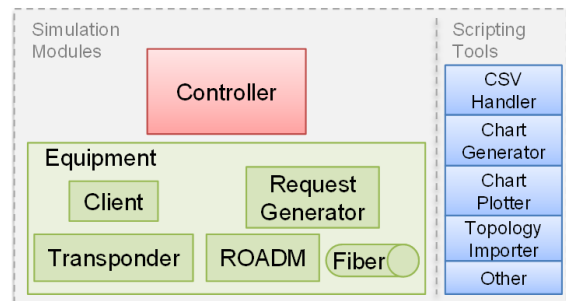 Simulation
Modules
Controller
Equipment
Client
Request
Generator
Transponder
ROADM
Fiber
Scripting
Tools
CSV
Handler
Chart
Generator
Chart
Plotter
Topology
Importer
Other